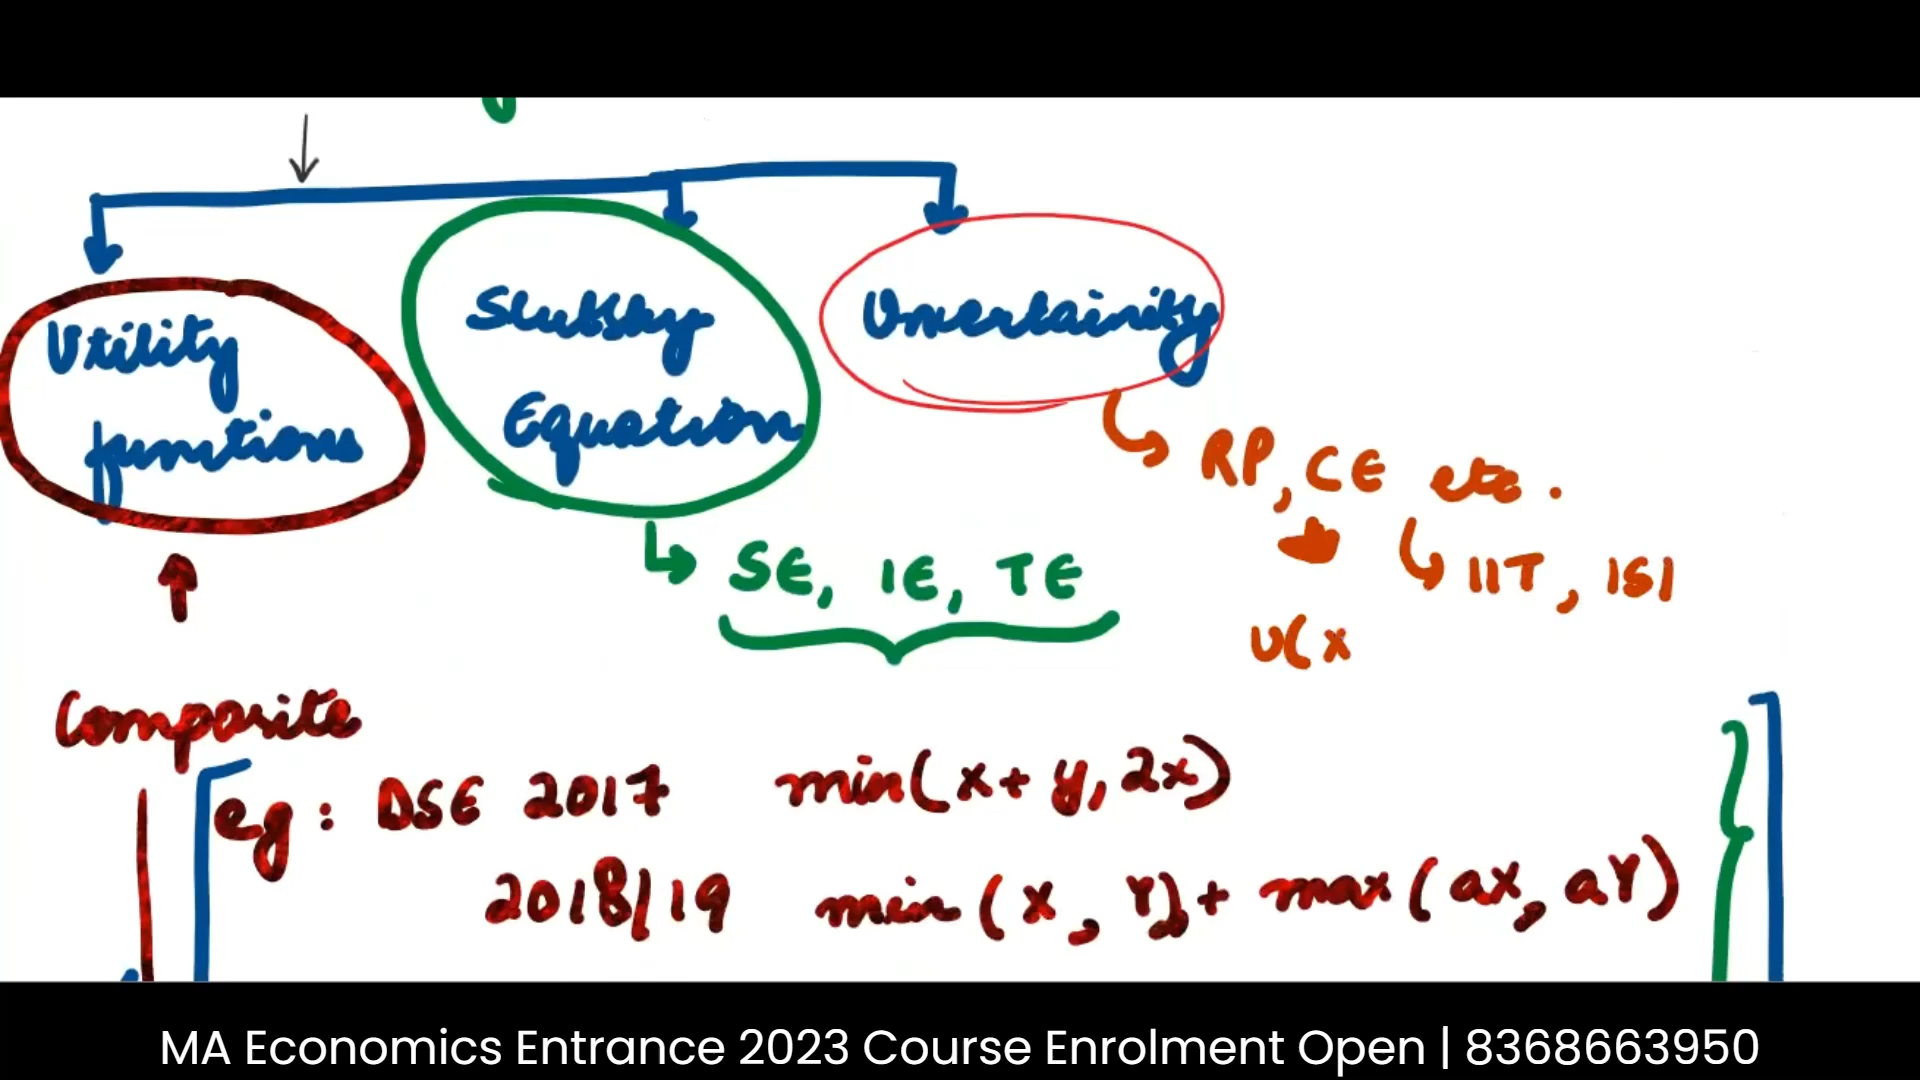 Utility functions
Slutsky Equation
Uncertainity
RP, CE etc.
IIT, ISI
SE, IE, TE
U(x
Composite
eg: DSE 2017 min(x+y, 2x)
2018/19 min(X, Y)+ max(aX, aY)
MA Economics Entrance 2023 Course Enrolment Open | 8368663950